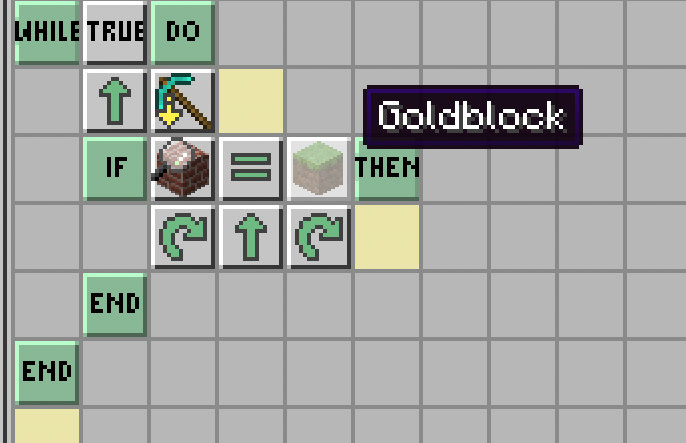 WHILE TRUE DO
Goldblock
IF = THEN
END
END